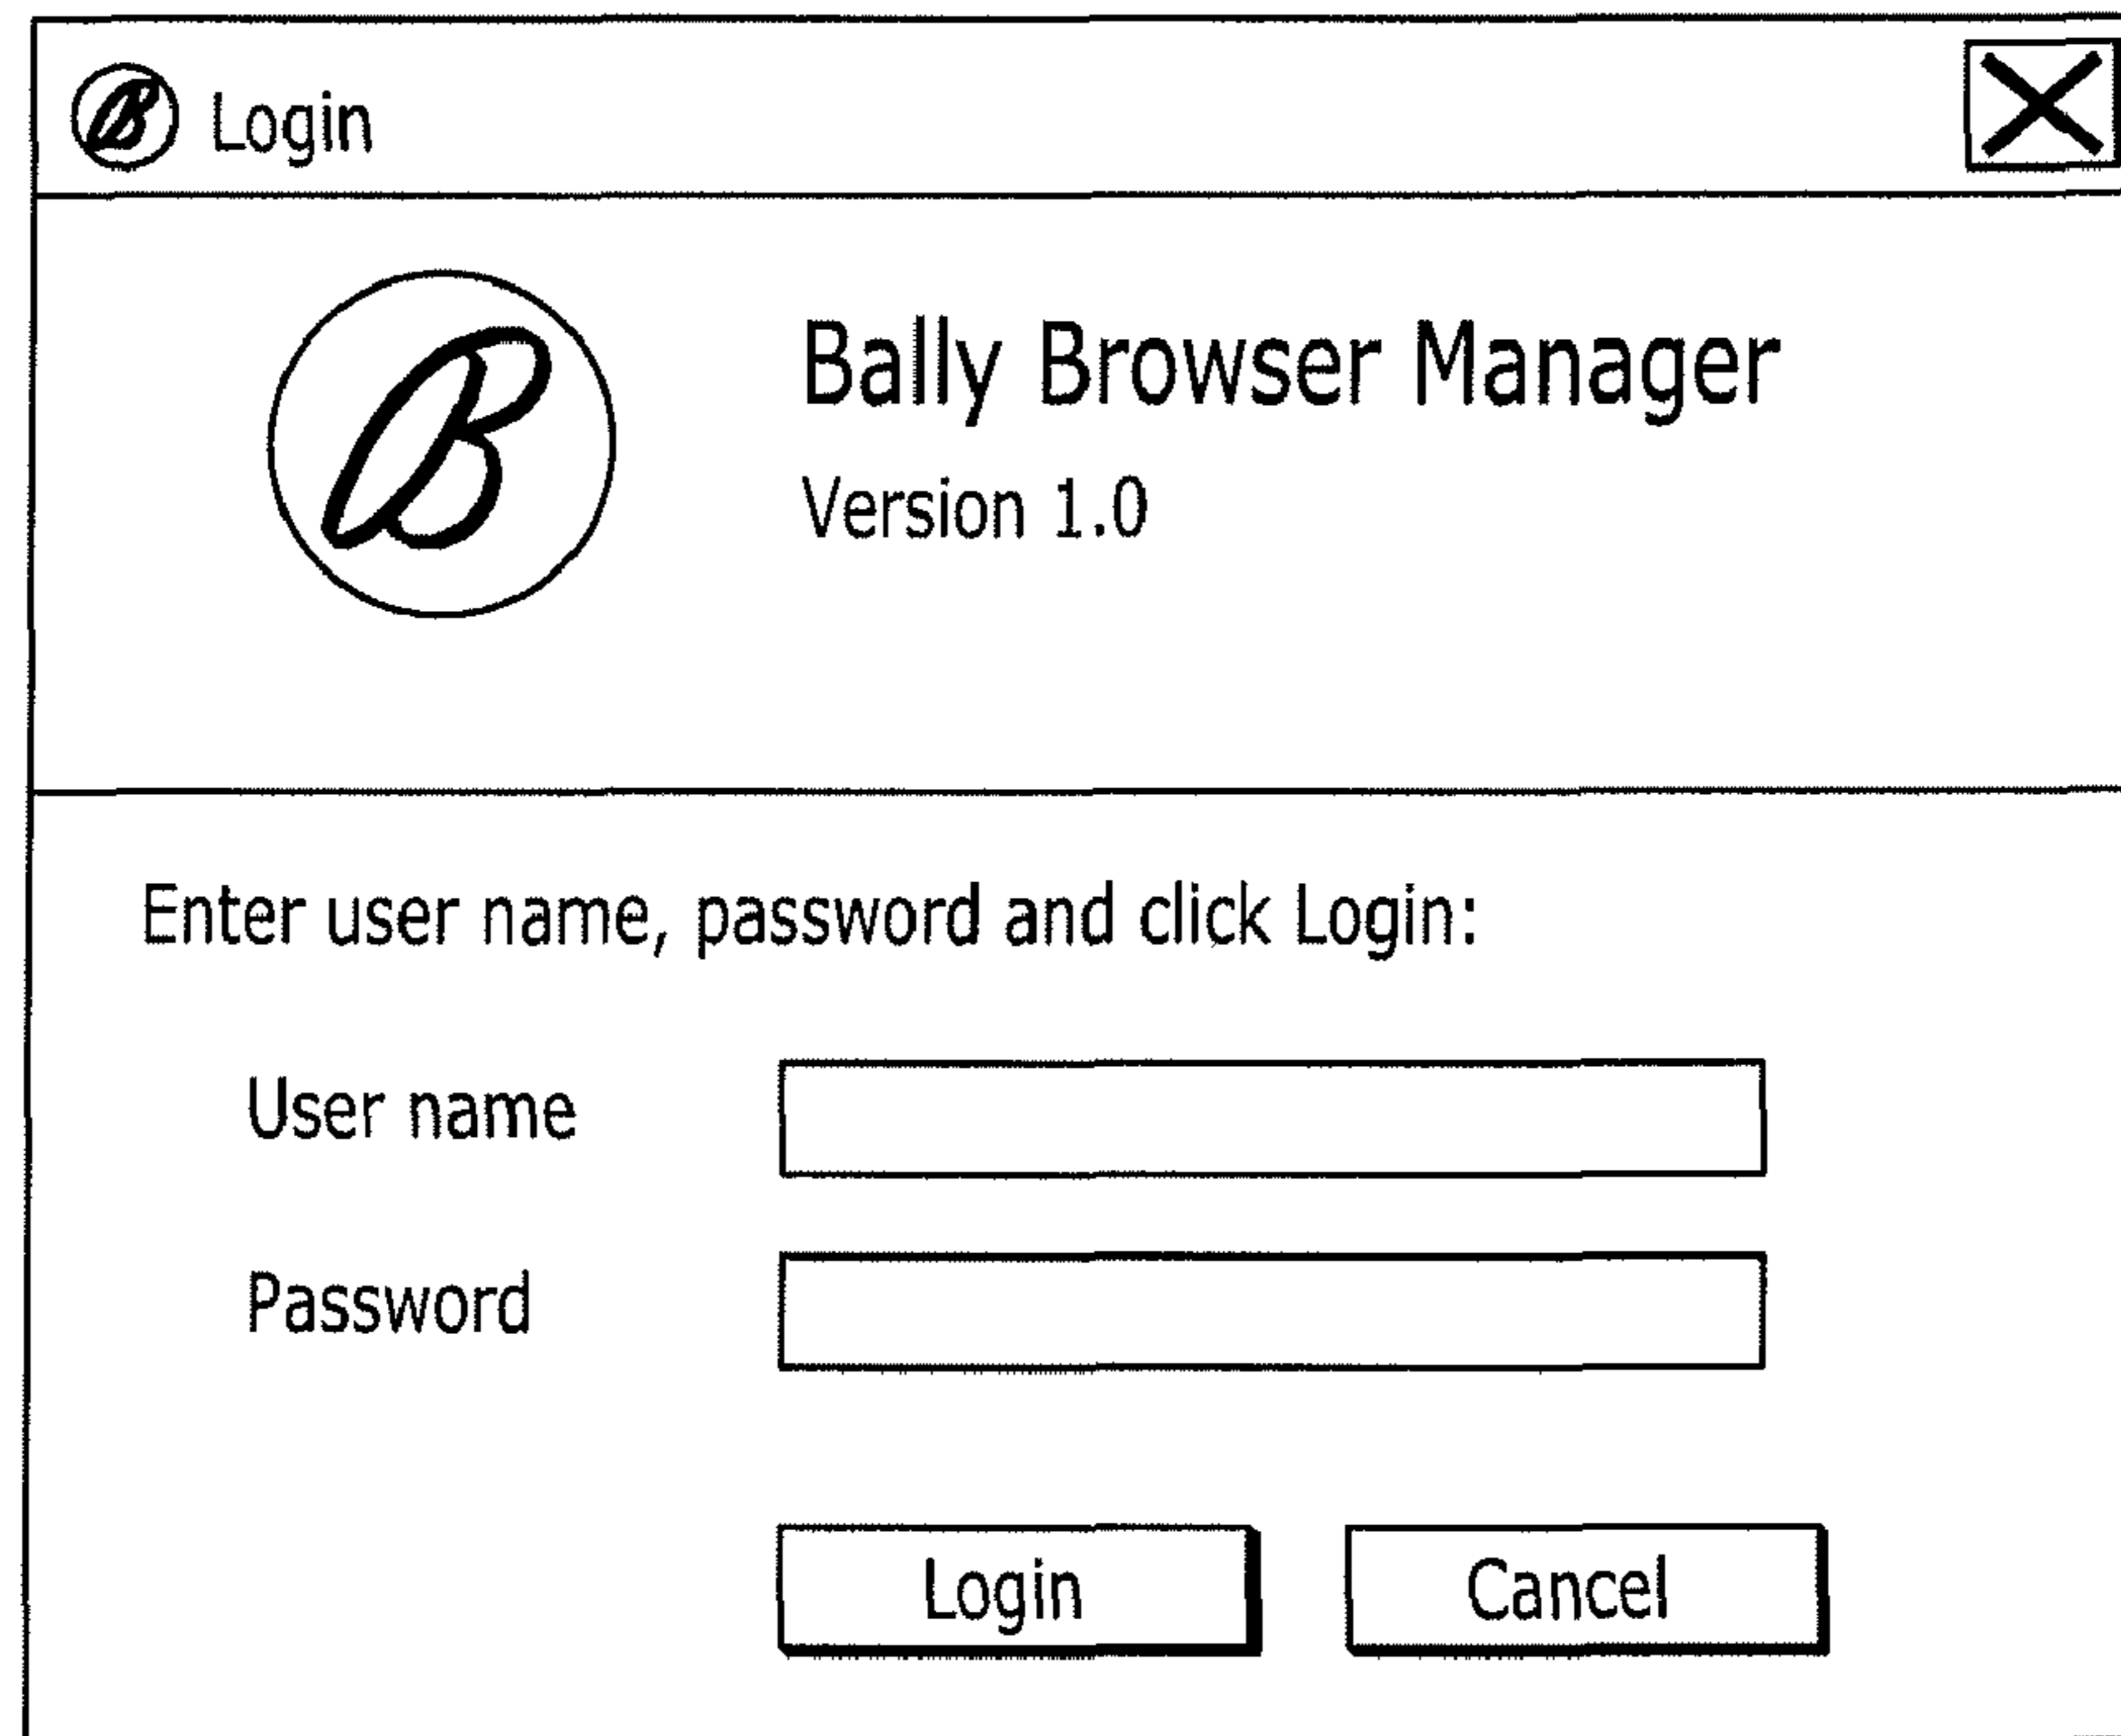 B Login
B
Bally Browser Manager
Version 1.0
Enter user name, password and click Login:
User name
Password
Login Cancel